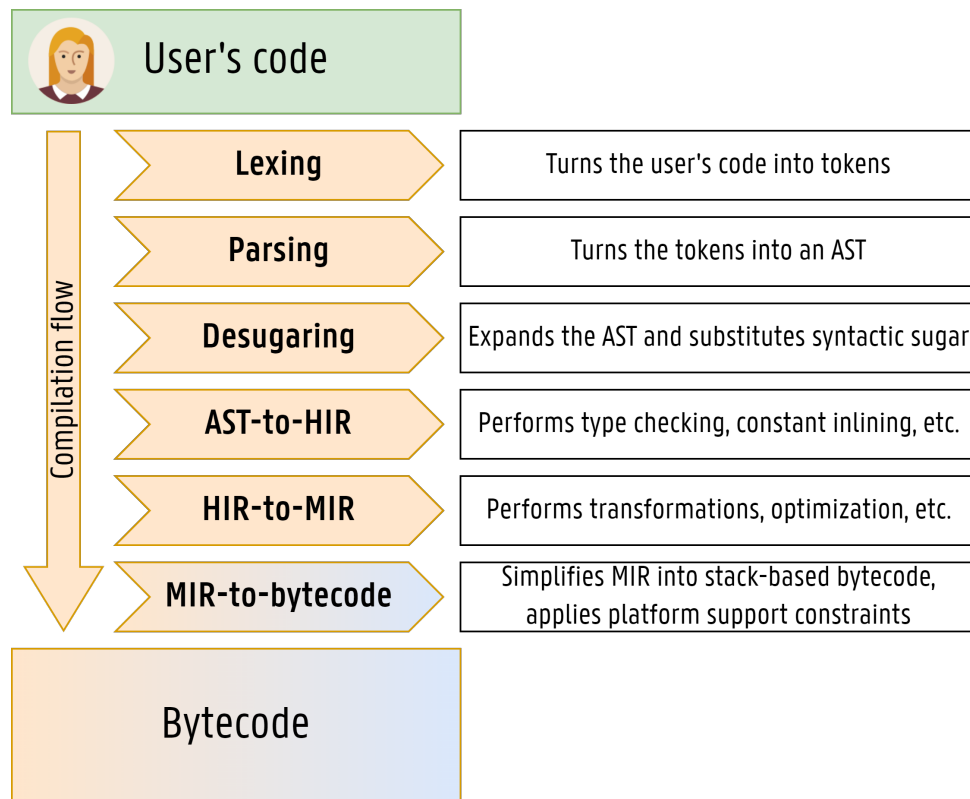 User's code
Compilation flow
Lexing
Turns the user's code into tokens
Parsing
Turns the tokens into an AST
Desugaring
Expands the AST and substitutes syntactic sugar
AST-to-HIR
Performs type checking, constant inlining, etc.
HIR-to-MIR
Performs transformations, optimization, etc.
MIR-to-bytecode
Simplifies MIR into stack-based bytecode,
applies platform support constraints
Bytecode